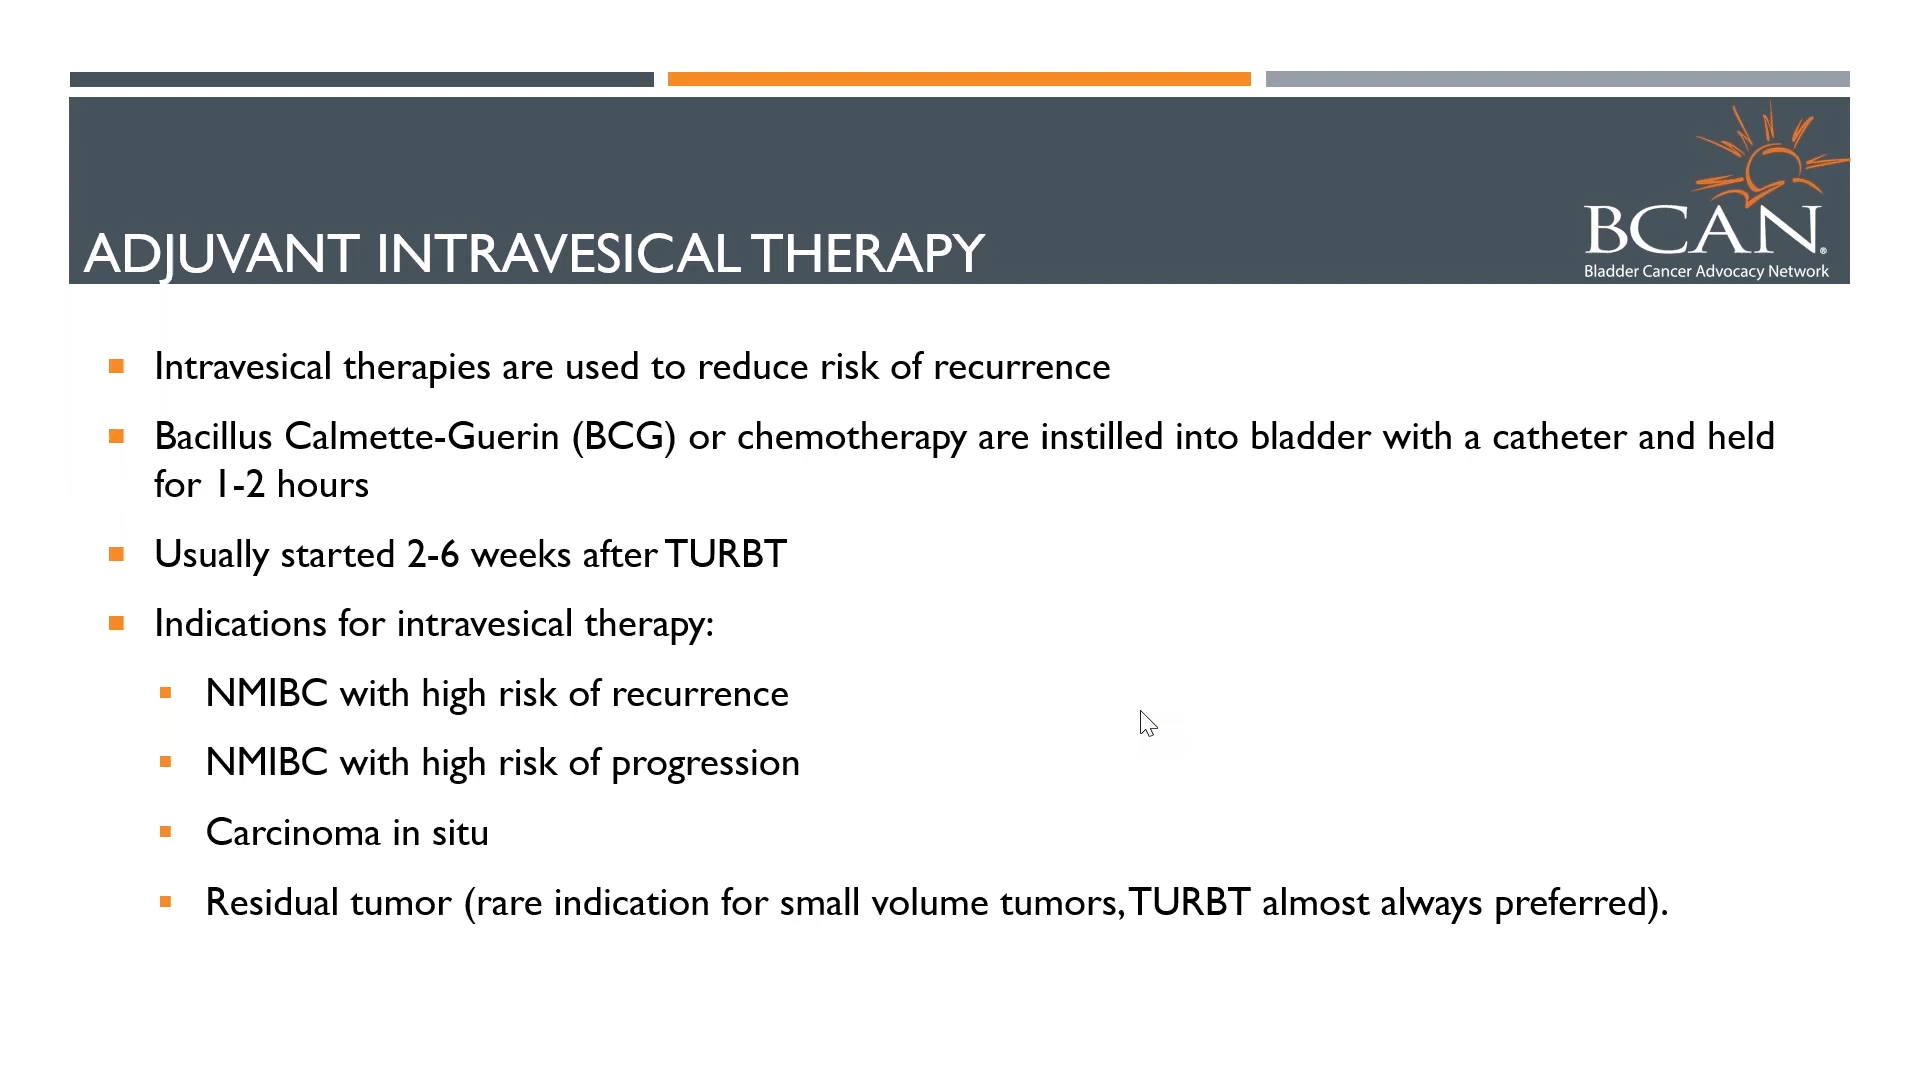 BCAN®
Bladder Cancer Advocacy Network
ADJUVANT INTRAVESICAL THERAPY
Intravesical therapies are used to reduce risk of recurrence
Bacillus Calmette-Guerin (BCG) or chemotherapy are instilled into bladder with a catheter and held
for 1-2 hours
Usually started 2-6 weeks after TURBT
Indications for intravesical therapy:
NMIBC with high risk of recurrence
NMIBC with high risk of progression
Carcinoma in situ
Residual tumor (rare indication for small volume tumors, TURBT almost always preferred).